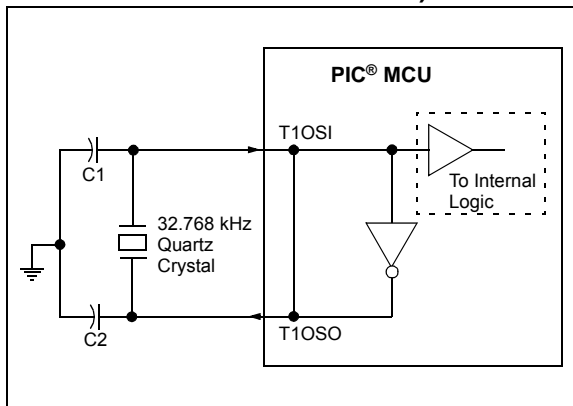 PIC® MCU
T1OSI
C1
To Internal
Logic
32.768 kHz
Quartz
Crystal
C2
T1OSO